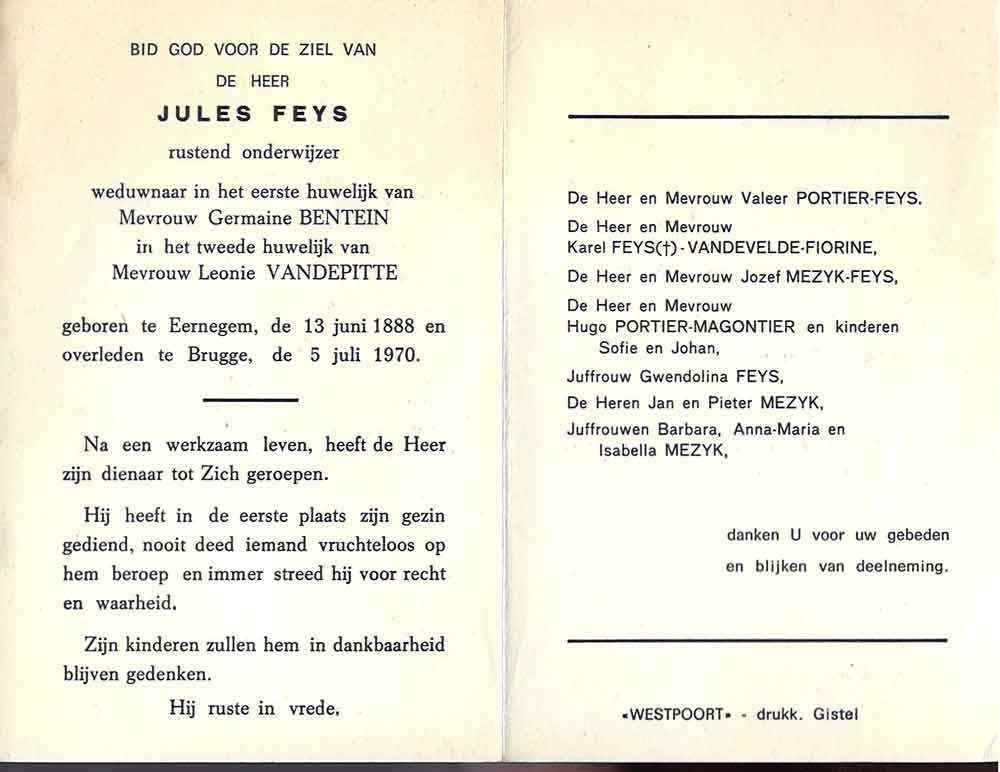 BID GOD VOOR DE ZIEL VAN
DE HEER
JULES FEYS
rustend onderwijzer
weduwnaar in het eerste huwelijk van
Mevrouw Germaine BENTEIN
in het tweede huwelijk van
Mevrouw Leonie VANDEPITTE
geboren te Eernegem, de 13 juni 1888 en
overleden te Brugge, de 5 juli 1970.
Na een werkzaam leven, heeft de Heer
zijn dienaar tot Zich geroepen.
Hij heeft in de eerste plaats zijn gezin
gediend, nooit deed iemand vruchteloos op
hem beroep en immer streed hij voor recht
en waarheid.
Zijn kinderen zullen hem in dankbaarheid
blijven gedenken.
Hij ruste in vrede.
De Heer en Mevrouw Valeer PORTIER-FEYS.
De Heer en Mevrouw
Karel FEYS(†)-VANDEVELDE-FIORINE,
De Heer en Mevrouw Jozef MEZYK-FEYS,
De Heer en Mevrouw
Hugo PORTIER-MAGONTIER en kinderen
Sofie en Johan,
Juffrouw Gwendolina FEYS,
De Heren Jan en Pieter MEZYK,
Juffrouwen Barbara, Anna-Maria en
Isabella MEZYK,
danken U voor uw gebeden
en blijken van deelneming.
«WESTPOORT» - drukk. Gistel